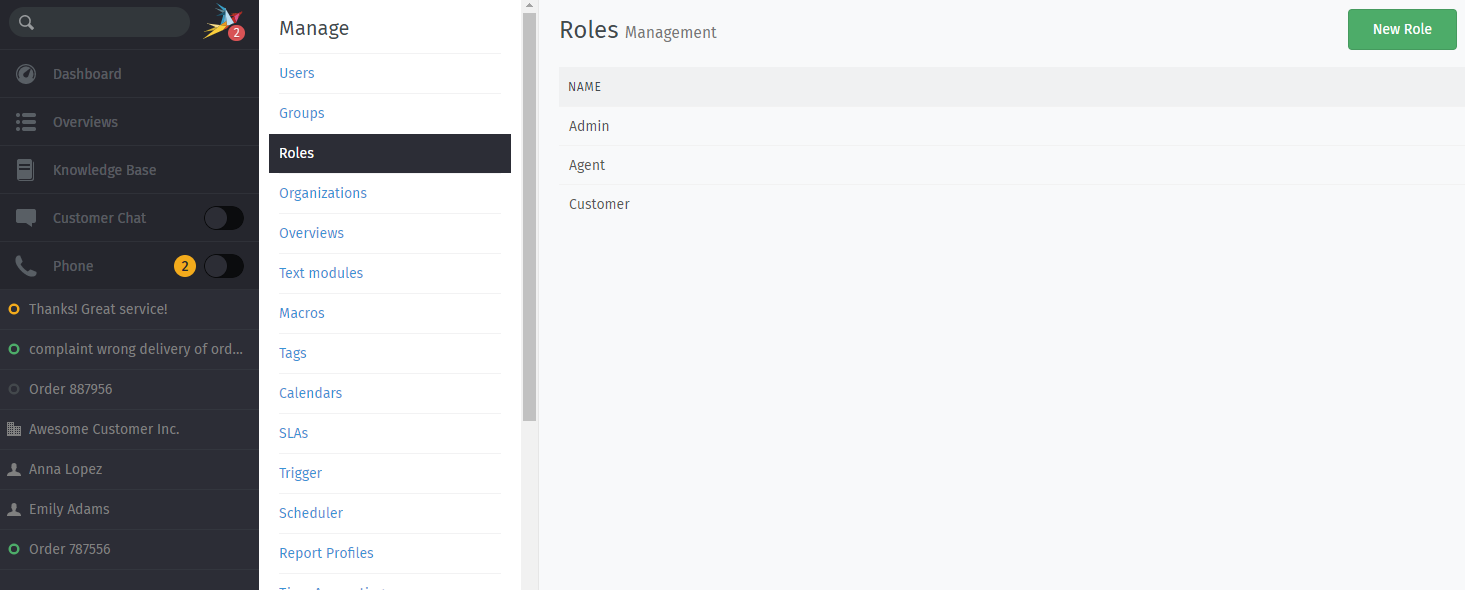 2
Dashboard
Overviews
Knowledge Base
Customer Chat
Phone 2
Thanks! Great service!
complaint wrong delivery of ord...
Order 887956
Awesome Customer Inc.
Anna Lopez
Emily Adams
Order 787556
Manage
Users
Groups
Roles
Organizations
Overviews
Text modules
Macros
Tags
Calendars
SLAs
Trigger
Scheduler
Report Profiles
Roles Management
New Role
NAME
Admin
Agent
Customer